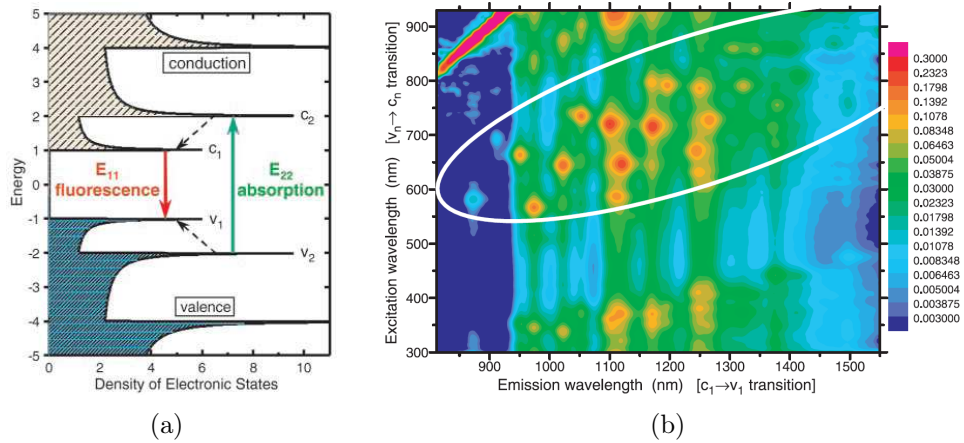 5
4
3
2
1
0
-1
-2
-3
-4
-5
Energy
conduction
c2
c1
E11
fluorescence
E22
absorption
v1
v2
valence
0 2 4 6 8 10
Density of Electronic States
(a)
900
800
700
600
500
400
300
Excitation wavelength (nm) [vn→ cn transition]
900 1000 1100 1200 1300 1400 1500
Emission wavelength (nm) [c1→v1 transition]
0.3000
0.2323
0.1798
0.1392
0.1078
0.08348
0.06463
0.05004
0.03875
0.03000
0.02323
0.01798
0.01392
0.01078
0.008348
0.006463
0.005004
0.003875
0.003000
(b)